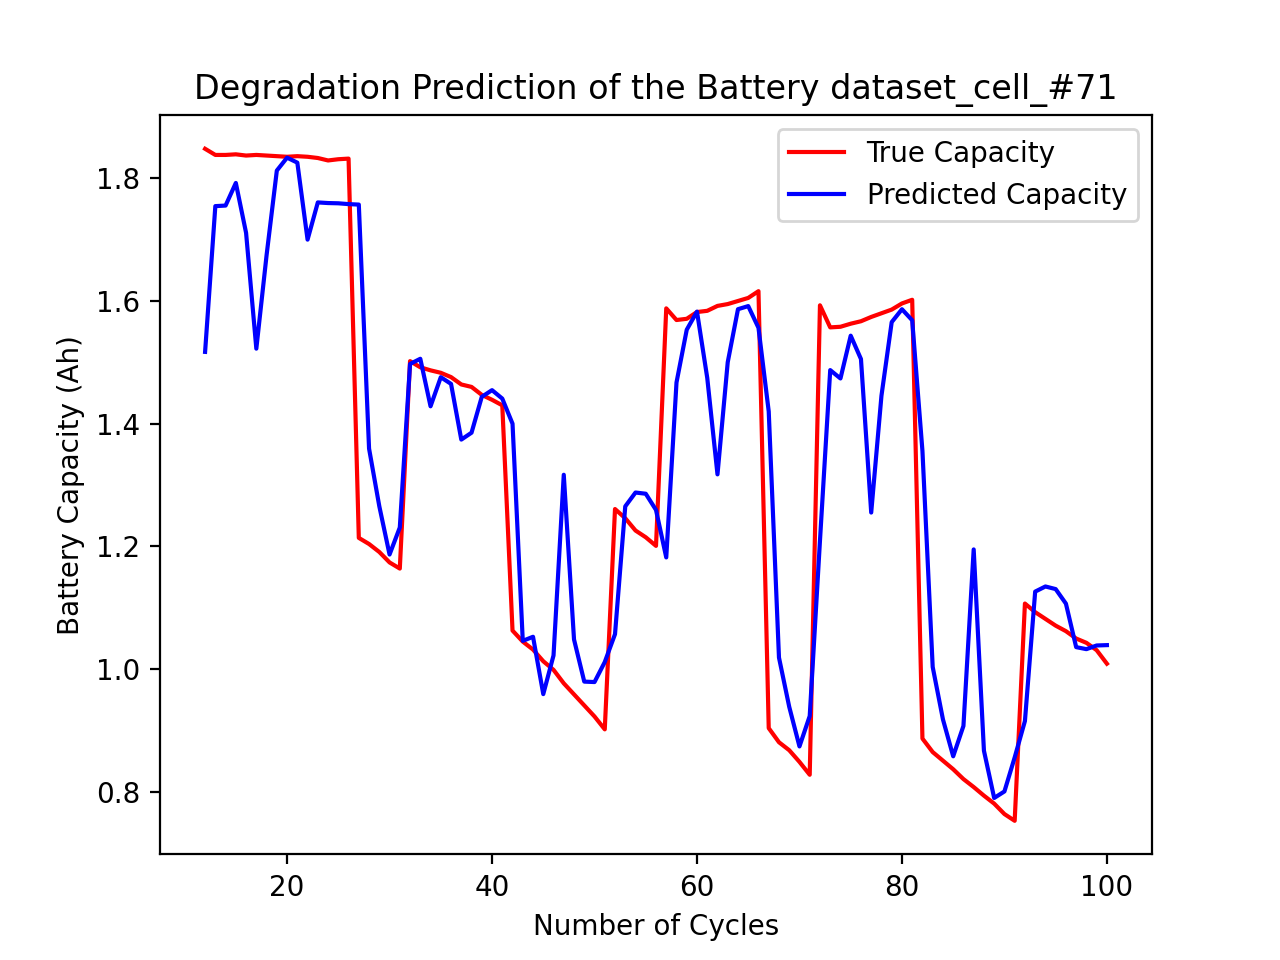 Degradation Prediction of the Battery dataset_cell_#71
True Capacity
Predicted Capacity
Battery Capacity (Ah)
1.8
1.6
1.4
1.2
1.0
0.8
20 40 60 80 100
Number of Cycles